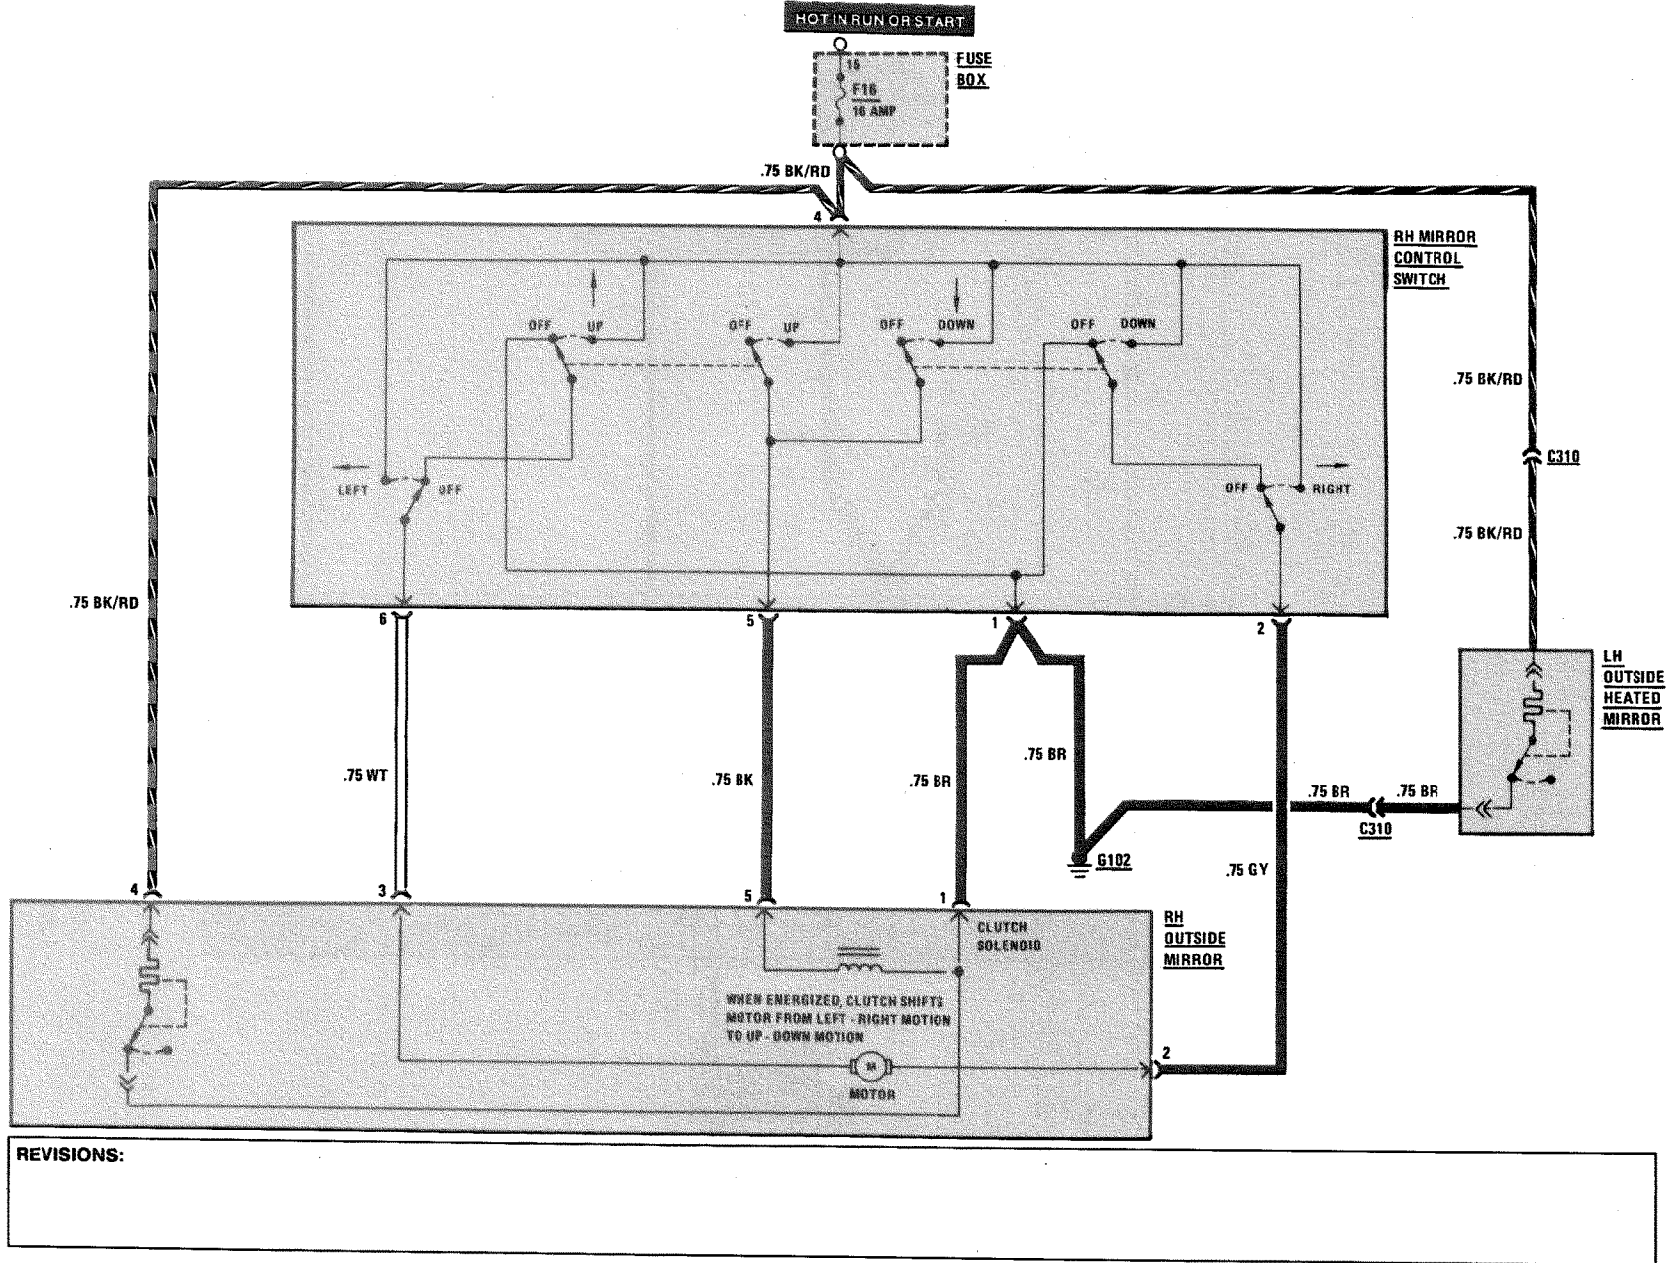 HOT IN RUN OR START
FUSE
BOX
15
F16
16 AMP
.75 BK/RD
4
RH MIRROR
CONTROL
SWITCH
OFF
UP
OFF
UP
OFF
DOWN
OFF
DOWN
.75 BK/RD
C310
LEFT
OFF
OFF
RIGHT
.75 BK/RD
.75 BK/RD
6
5
1
2
LH
OUTSIDE
HEATED
MIRROR
.75 WT
.75 BK
.75 BR
.75 BR
.75 BR
.75 BR
C310
G102
.75 GY
4
3
5
1
CLUTCH
SOLENOID
RH
OUTSIDE
MIRROR
WHEN ENERGIZED, CLUTCH SHIFTS
MOTOR FROM LEFT - RIGHT MOTION
TO UP - DOWN MOTION
2
M
MOTOR
REVISIONS: